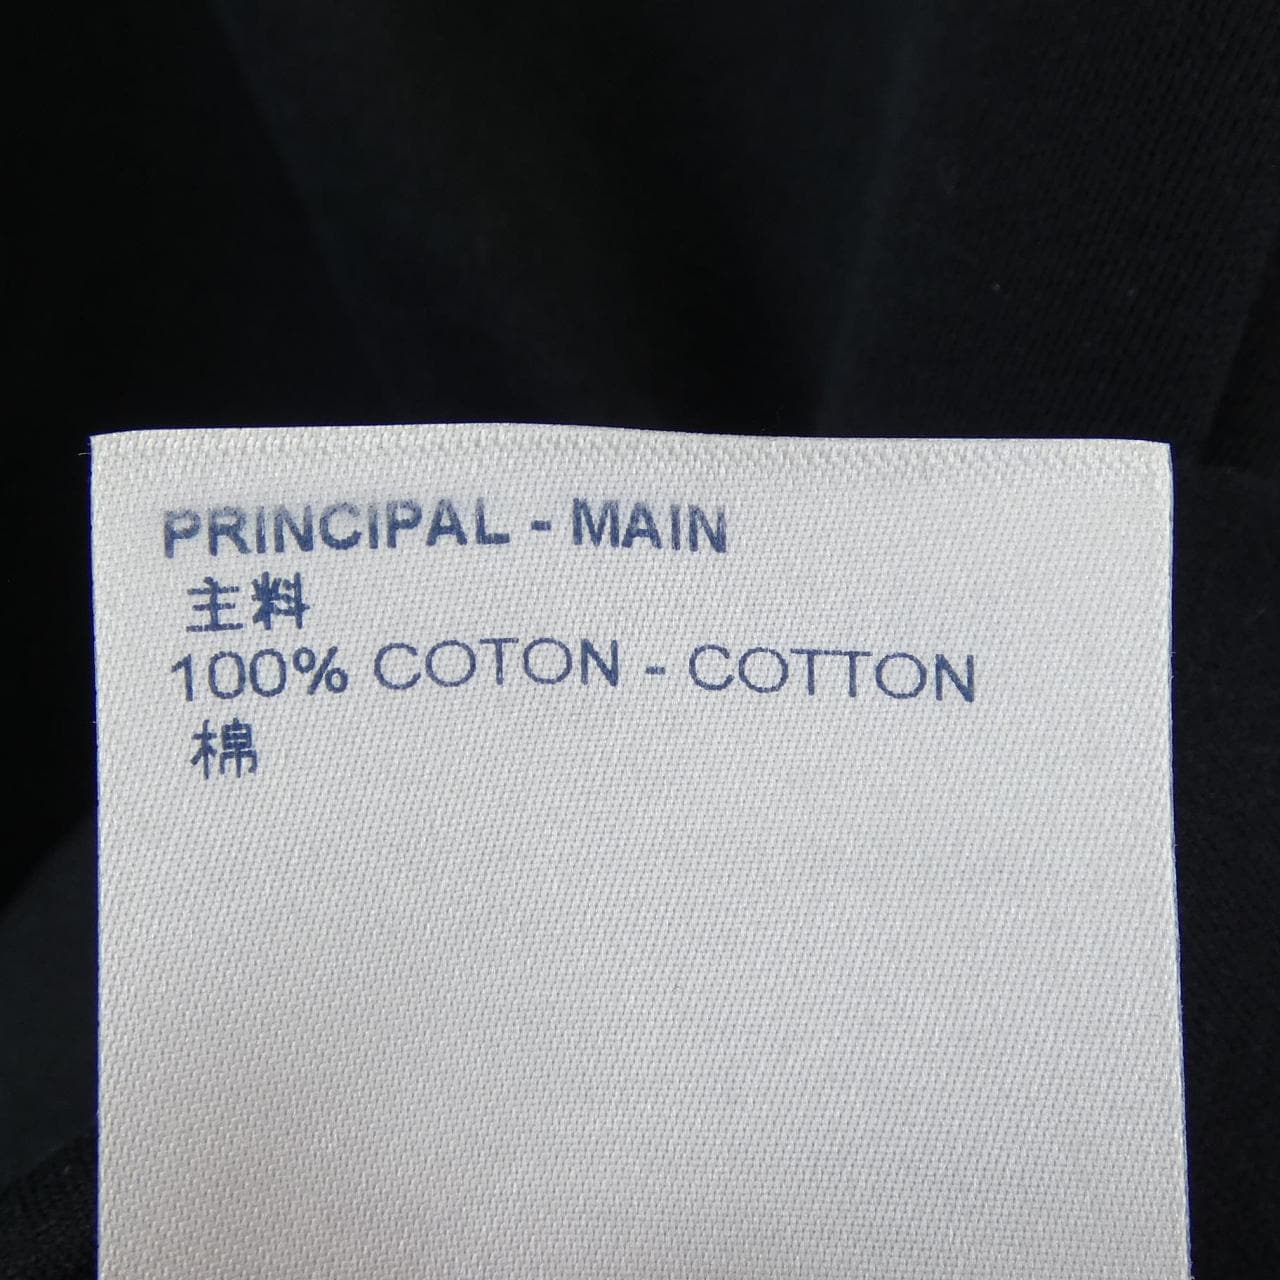 PRINCIPAL - MAIN
主料
100% COTON - COTTON
棉